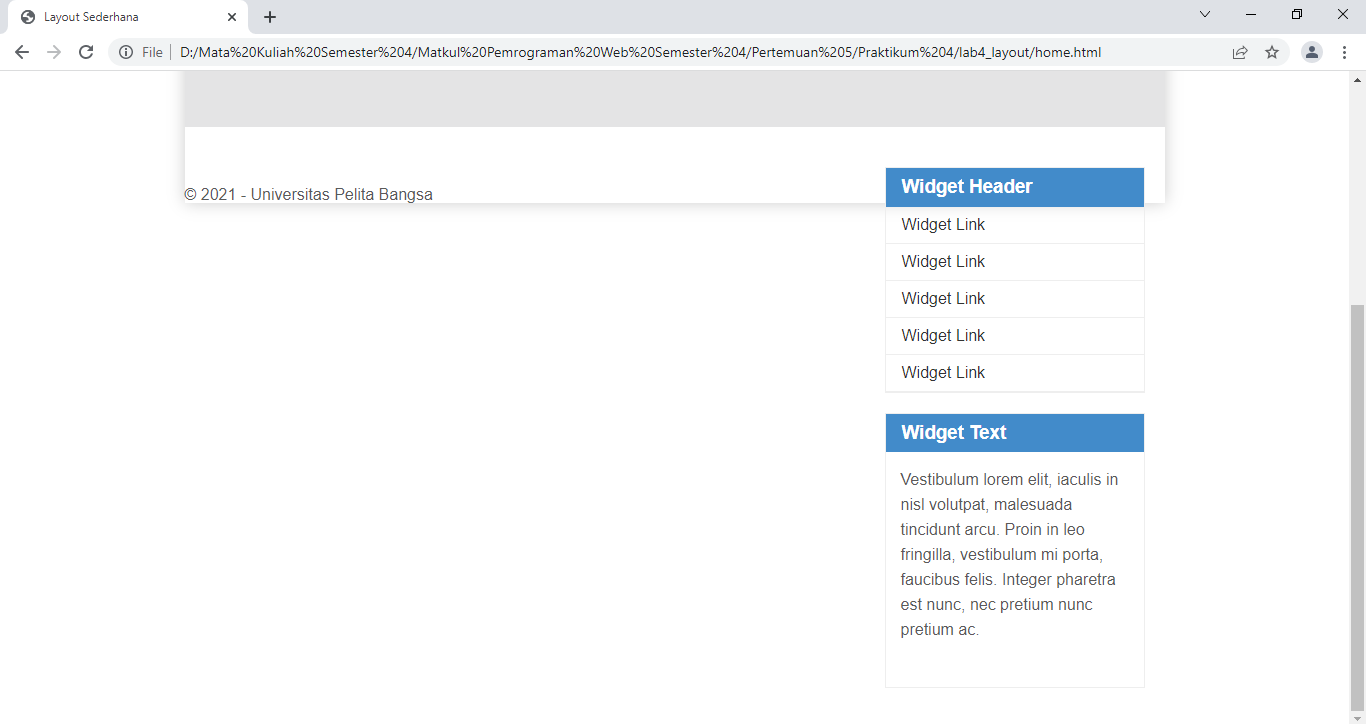 Layout Sederhana
File D:/Mata%20Kuliah%20Semester%204/Matkul%20Pemrograman%20Web%20Semester%204/Pertemuan%205/Praktikum%204/lab4_layout/home.html
© 2021 - Universitas Pelita Bangsa
Widget Header
Widget Link
Widget Link
Widget Link
Widget Link
Widget Link
Widget Text
Vestibulum lorem elit, iaculis in
nisl volutpat, malesuada
tincidunt arcu. Proin in leo
fringilla, vestibulum mi porta,
faucibus felis. Integer pharetra
est nunc, nec pretium nunc
pretium ac.